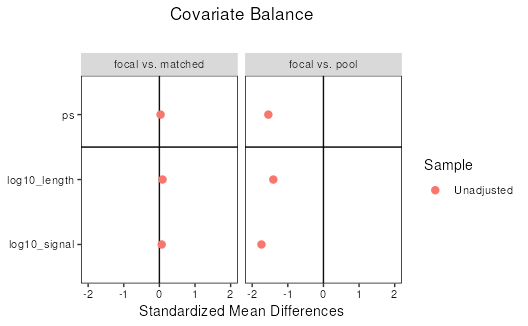 Covariate Balance
focal vs. matched focal vs. pool
ps
log10_length
log10_signal
-2 -1 0 1 2 -2 -1 0 1 2
Standardized Mean Differences
Sample
Unadjusted